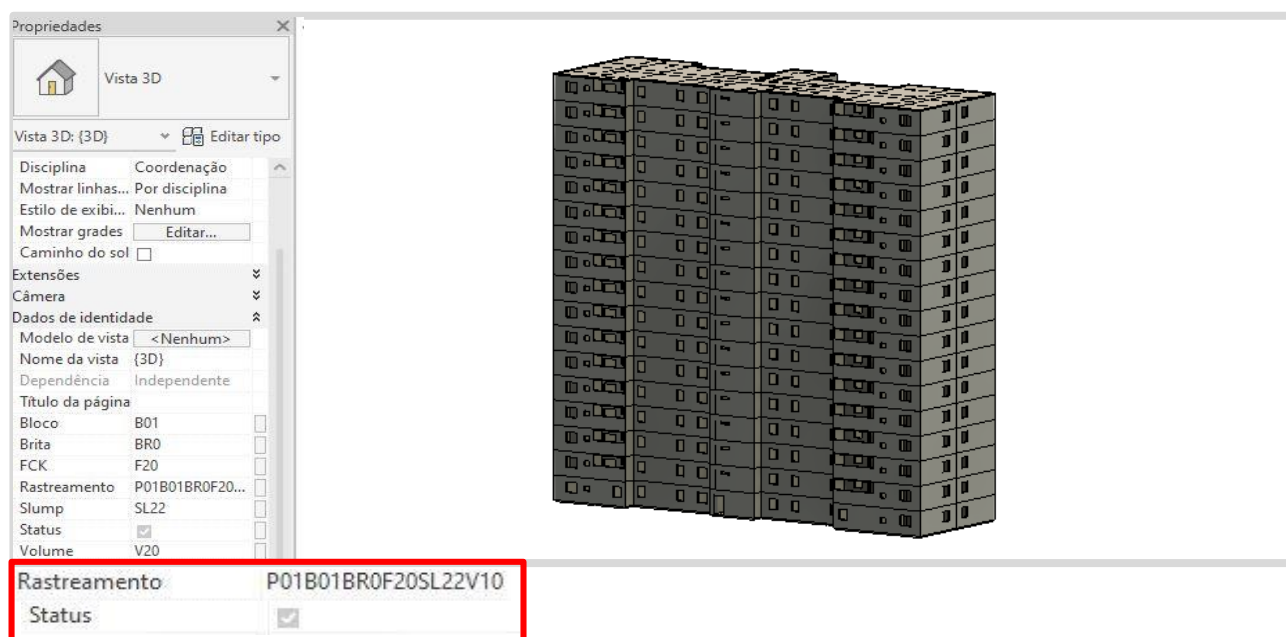 Propriedades
Vista 3D
Vista 3D: {3D} Editar tipo
Disciplina Coordenação
Mostrar linhas... Por disciplina
Estilo de exibi... Nenhum
Mostrar grades Editar...
Caminho do sol
Extensões
Câmera
Dados de identidade
Modelo de vista <Nenhum>
Nome da vista {3D}
Dependência Independente
Título da página
Bloco B01
Brita BR0
FCK F20
Rastreamento P01B01BR0F20...
Slump SL22
Status
Volume V20
Rastreamento P01B01BR0F20SL22V10
Status